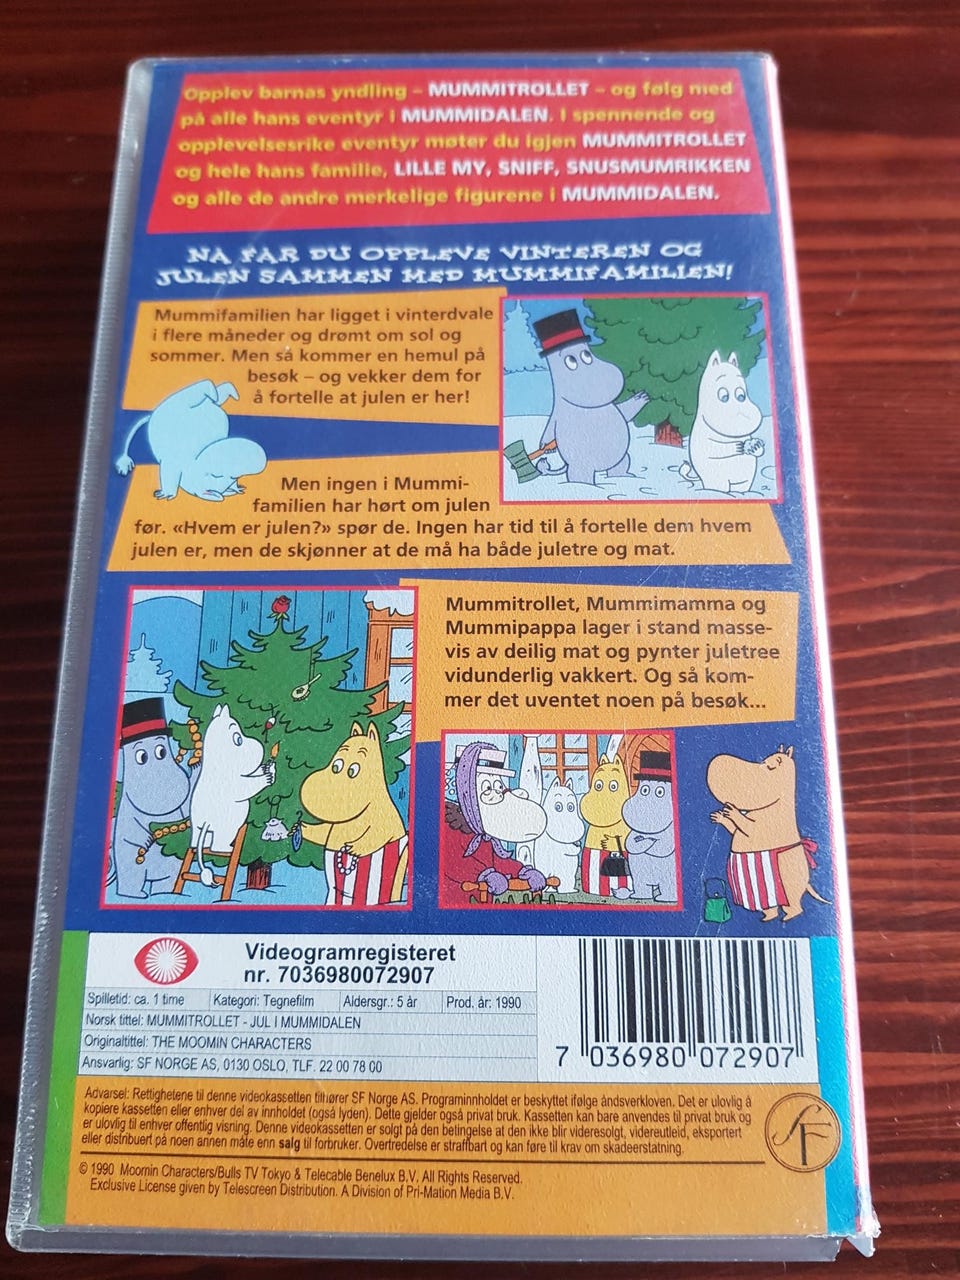 Opplev barnas yndling – MUMMITROLLET – og følg med
på alle hans eventyr i MUMMIDALEN. I spennende og
opplevelsesrike eventyr møter du igjen MUMMITROLLET
og hele hans familie, LILLE MY, SNIFF, SNUSMUMRIKKEN
og alle de andre merkelige figurene i MUMMIDALEN.
NÅ FÅR DU OPPLEVE VINTEREN OG
JULEN SAMMEN MED MUMMIFAMILIEN!
Mummifamilien har ligget i vinterdvale
i flere måneder og drømt om sol og
sommer. Men så kommer en hemul på
besøk – og vekker dem for
å fortelle at julen er her!
Men ingen i Mummi-
familien har hørt om julen
før. «Hvem er julen?» spør de. Ingen har tid til å fortelle dem hvem
julen er, men de skjønner at de må ha både juletre og mat.
Mummitrollet, Mummimamma og
Mummipappa lager i stand masse-
vis av deilig mat og pynter juletree
vidunderlig vakkert. Og så kom-
mer det uventet noen på besøk...
Videogramregisteret
nr. 7036980072907
Spilletid: ca. 1 time Kategori: Tegnefilm Aldersgr.: 5 år Prod. år: 1990
Norsk tittel: MUMMITROLLET - JUL I MUMMIDALEN
Originaltittel: THE MOOMIN CHARACTERS
Ansvarlig: SF NORGE AS, 0130 OSLO, TLF. 22 00 78 00
7 036980 072907
Advarsel: Rettighetene til denne videokassetten tilhører SF Norge AS. Programinnholdet er beskyttet ifølge åndsverkloven. Det er ulovlig å
kopiere kassetten eller enhver del av innholdet (også lyden). Dette gjelder også privat bruk. Kassetten kan bare anvendes til privat bruk og
er ulovlig til enhver offentlig visning. Denne videokassetten er solgt på den betingelse at den ikke blir videresolgt, videreutleid, eksportert
eller distribuert på noen annen måte enn salg til forbruker. Overtredelse er straffbart og kan føre til krav om skadeerstatning.
SF
© 1990 Moomin Characters/Bulls TV Tokyo & Telecable Benelux B.V. All Rights Reserved.
Exclusive License given by Telescreen Distribution. A Division of Pri-Mation Media B.V.